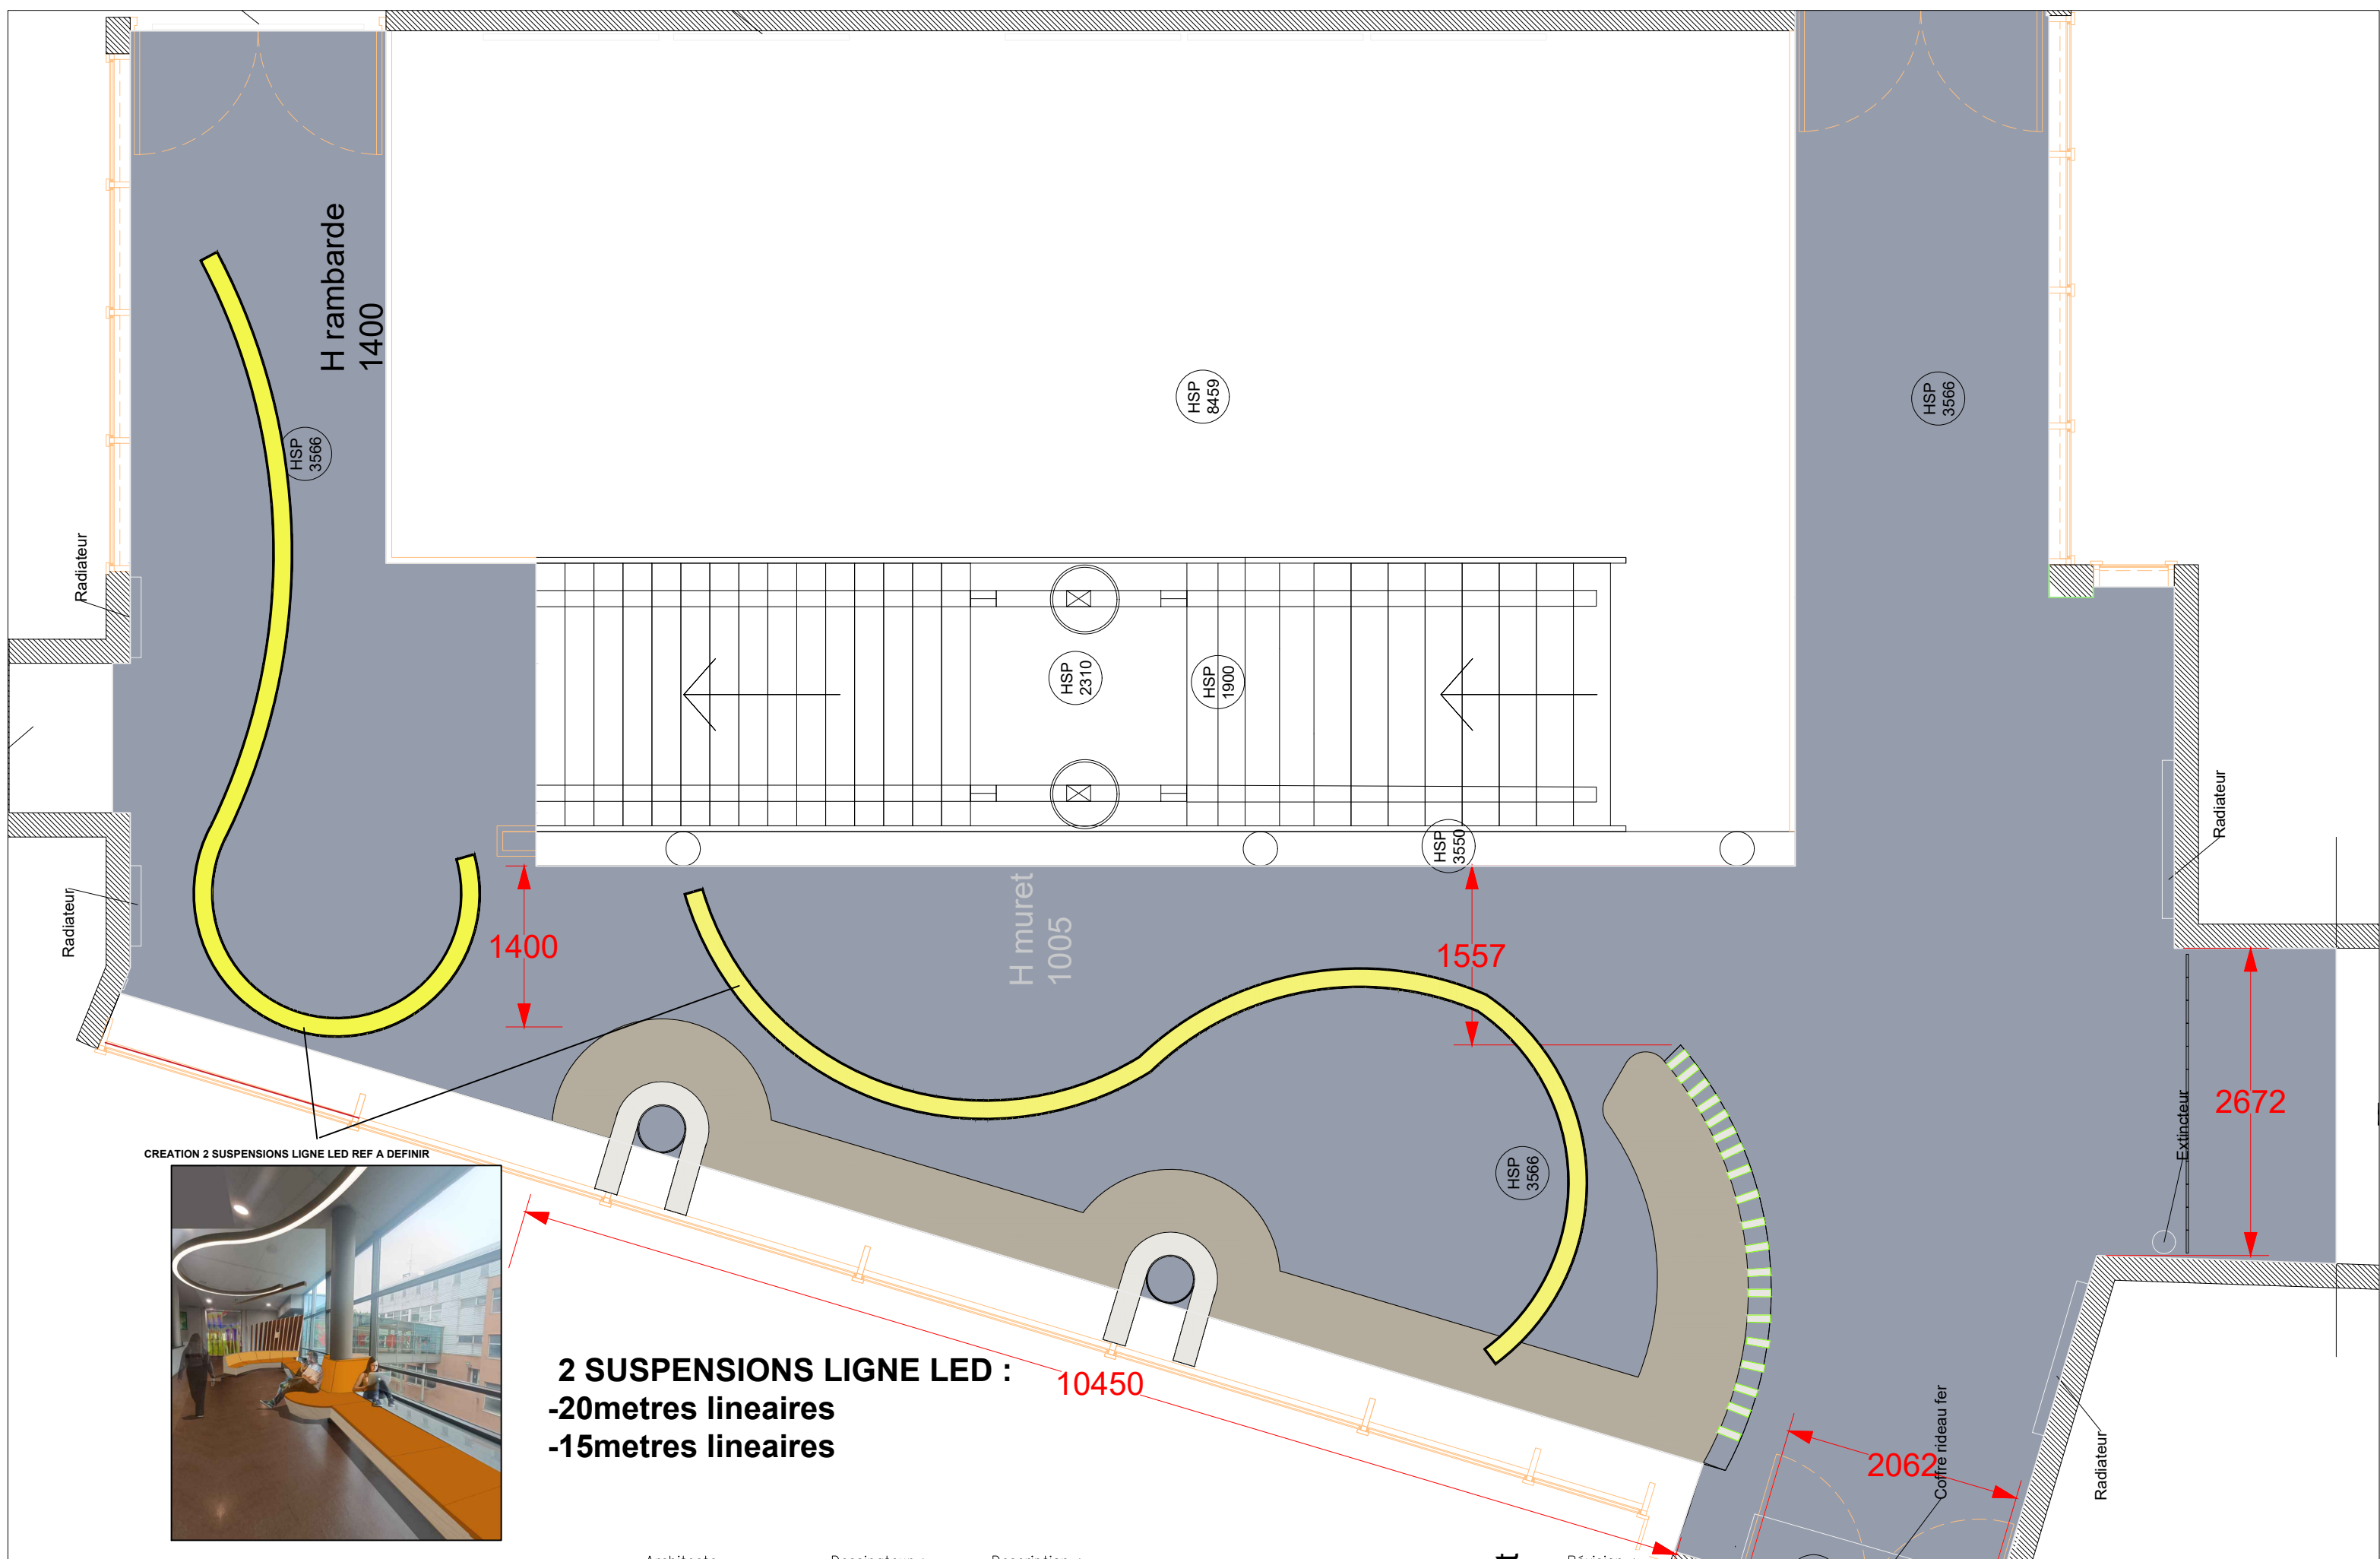 H rambarde
1400
HSP
8459
HSP
3566
HSP
3566
Radiateur
HSP
2310
HSP
1900
Radiateur
HSP
3550
Radiateur
H muret
1005
1400
1557
2672
Extincteur
HSP
3566
CREATION 2 SUSPENSIONS LIGNE LED REF A DEFINIR
2 SUSPENSIONS LIGNE LED :
-20metres lineaires
-15metres lineaires
10450
2062
Coffre rideau fer
Radiateur